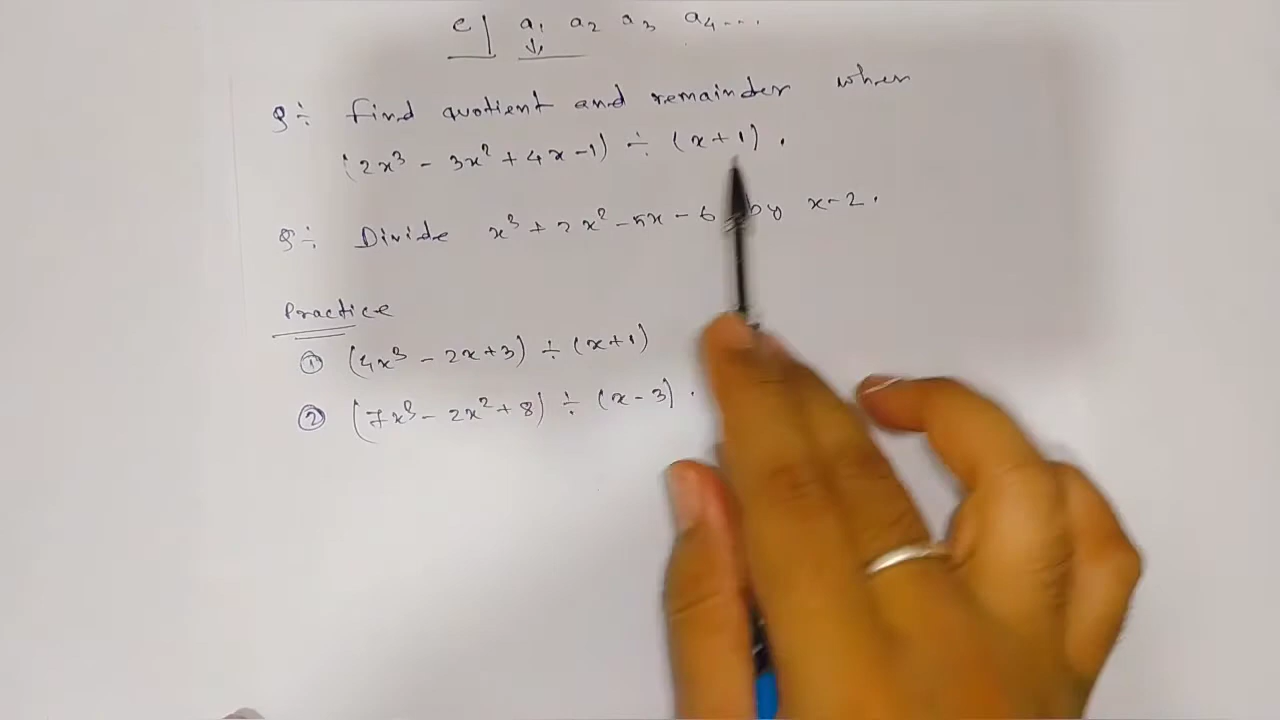 c | a₁ a₂ a₃ a₄ ...
Q ÷ find quotient and remainder when
(2x³ - 3x² + 4x - 1) ÷ (x + 1) .
Q ÷ Divide x³ + 2x² - 5x - 6 by x - 2 .
Practice
① (4x³ - 2x + 3) ÷ (x + 1)
② (7x³ - 2x² + 8) ÷ (x - 3) .